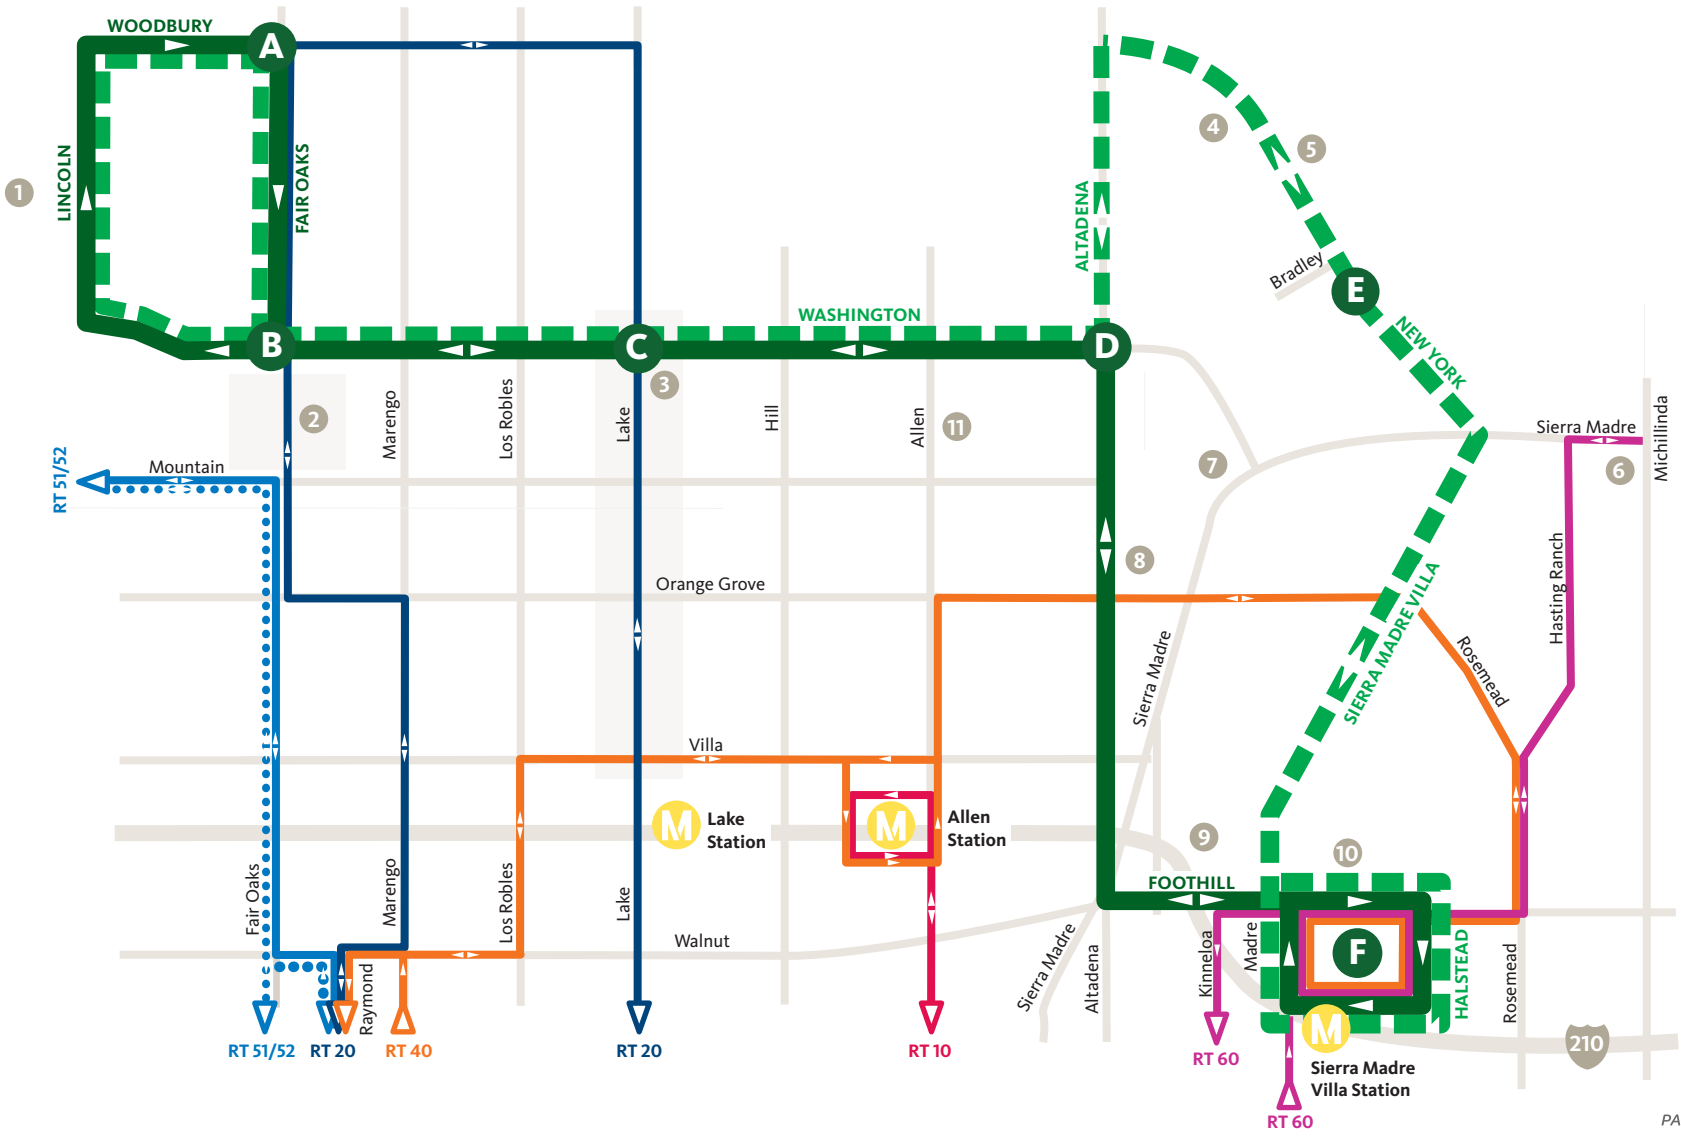 WOODBURY
A
LINCOLN
FAIR OAKS
1
4
5
ALTADENA
Bradley
E
WASHINGTON
B
C
D
NEW YORK
3
2
Marengo
Los Robles
Lake
Hill
Allen
11
7
Sierra Madre
6
Michillinda
RT 51/52
Mountain
8
Orange Grove
Hasting Ranch
SIERRA MADRE VILLA
Sierra Madre
Rosemead
Villa
M
Lake
Station
M
Allen
Station
9
10
Fair Oaks
Marengo
Los Robles
Lake
FOOTHILL
Walnut
Raymond
Sierra Madre
Altadena
Kinneloa
Madre
F
HALSTEAD
Rosemead
M
210
RT 51/52
RT 20
RT 40
RT 20
RT 10
RT 60
Sierra Madre
Villa Station
RT 60
PA